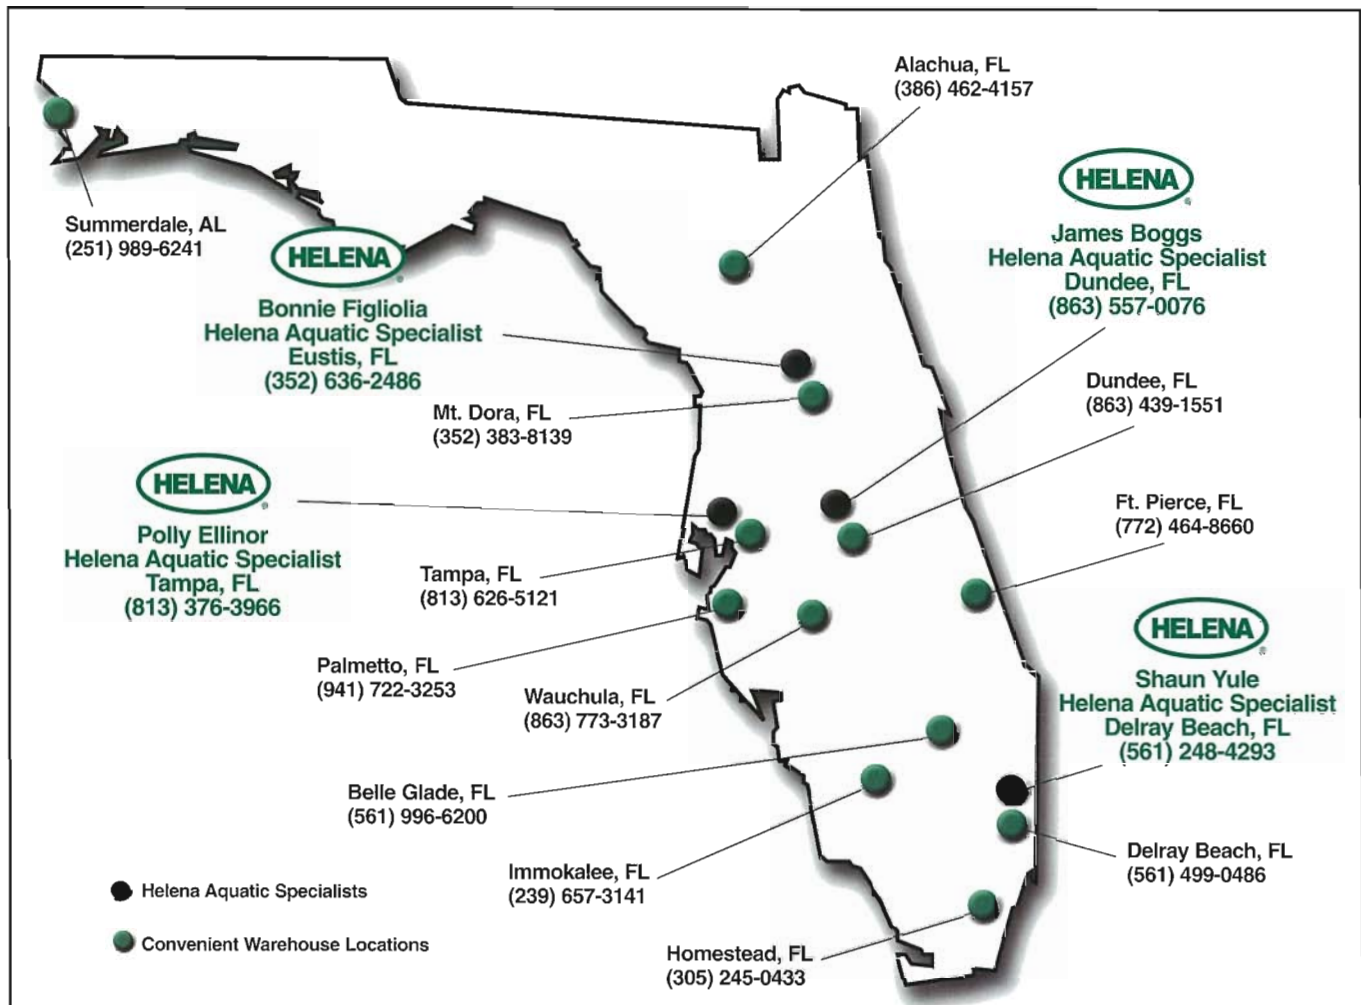 Alachua, FL
(386) 462-4157
HELENA
®
James Boggs
Helena Aquatic Specialist
Dundee, FL
(863) 557-0076
Summerdale, AL
(251) 989-6241
HELENA
®
Bonnie Figliolia
Helena Aquatic Specialist
Eustis, FL
(352) 636-2486
Dundee, FL
(863) 439-1551
Mt. Dora, FL
(352) 383-8139
HELENA
®
Polly Ellinor
Helena Aquatic Specialist
Tampa, FL
(813) 376-3966
Ft. Pierce, FL
(772) 464-8660
Tampa, FL
(813) 626-5121
HELENA
®
Shaun Yule
Helena Aquatic Specialist
Delray Beach, FL
(561) 248-4293
Palmetto, FL
(941) 722-3253
Wauchula, FL
(863) 773-3187
Belle Glade, FL
(561) 996-6200
Delray Beach, FL
(561) 499-0486
Immokalee, FL
(239) 657-3141
Homestead, FL
(305) 245-0433
Helena Aquatic Specialists
Convenient Warehouse Locations